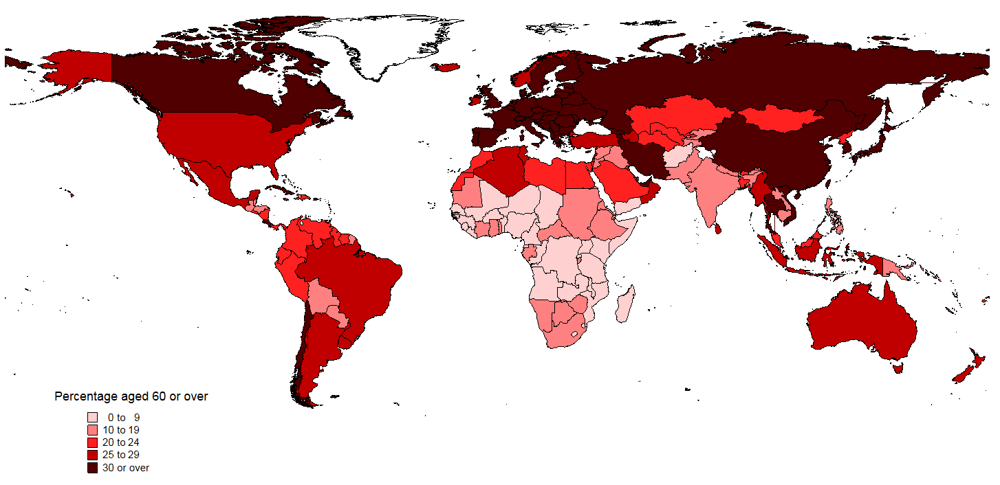 Percentage aged 60 or over
0 to 9
10 to 19
20 to 24
25 to 29
30 or over